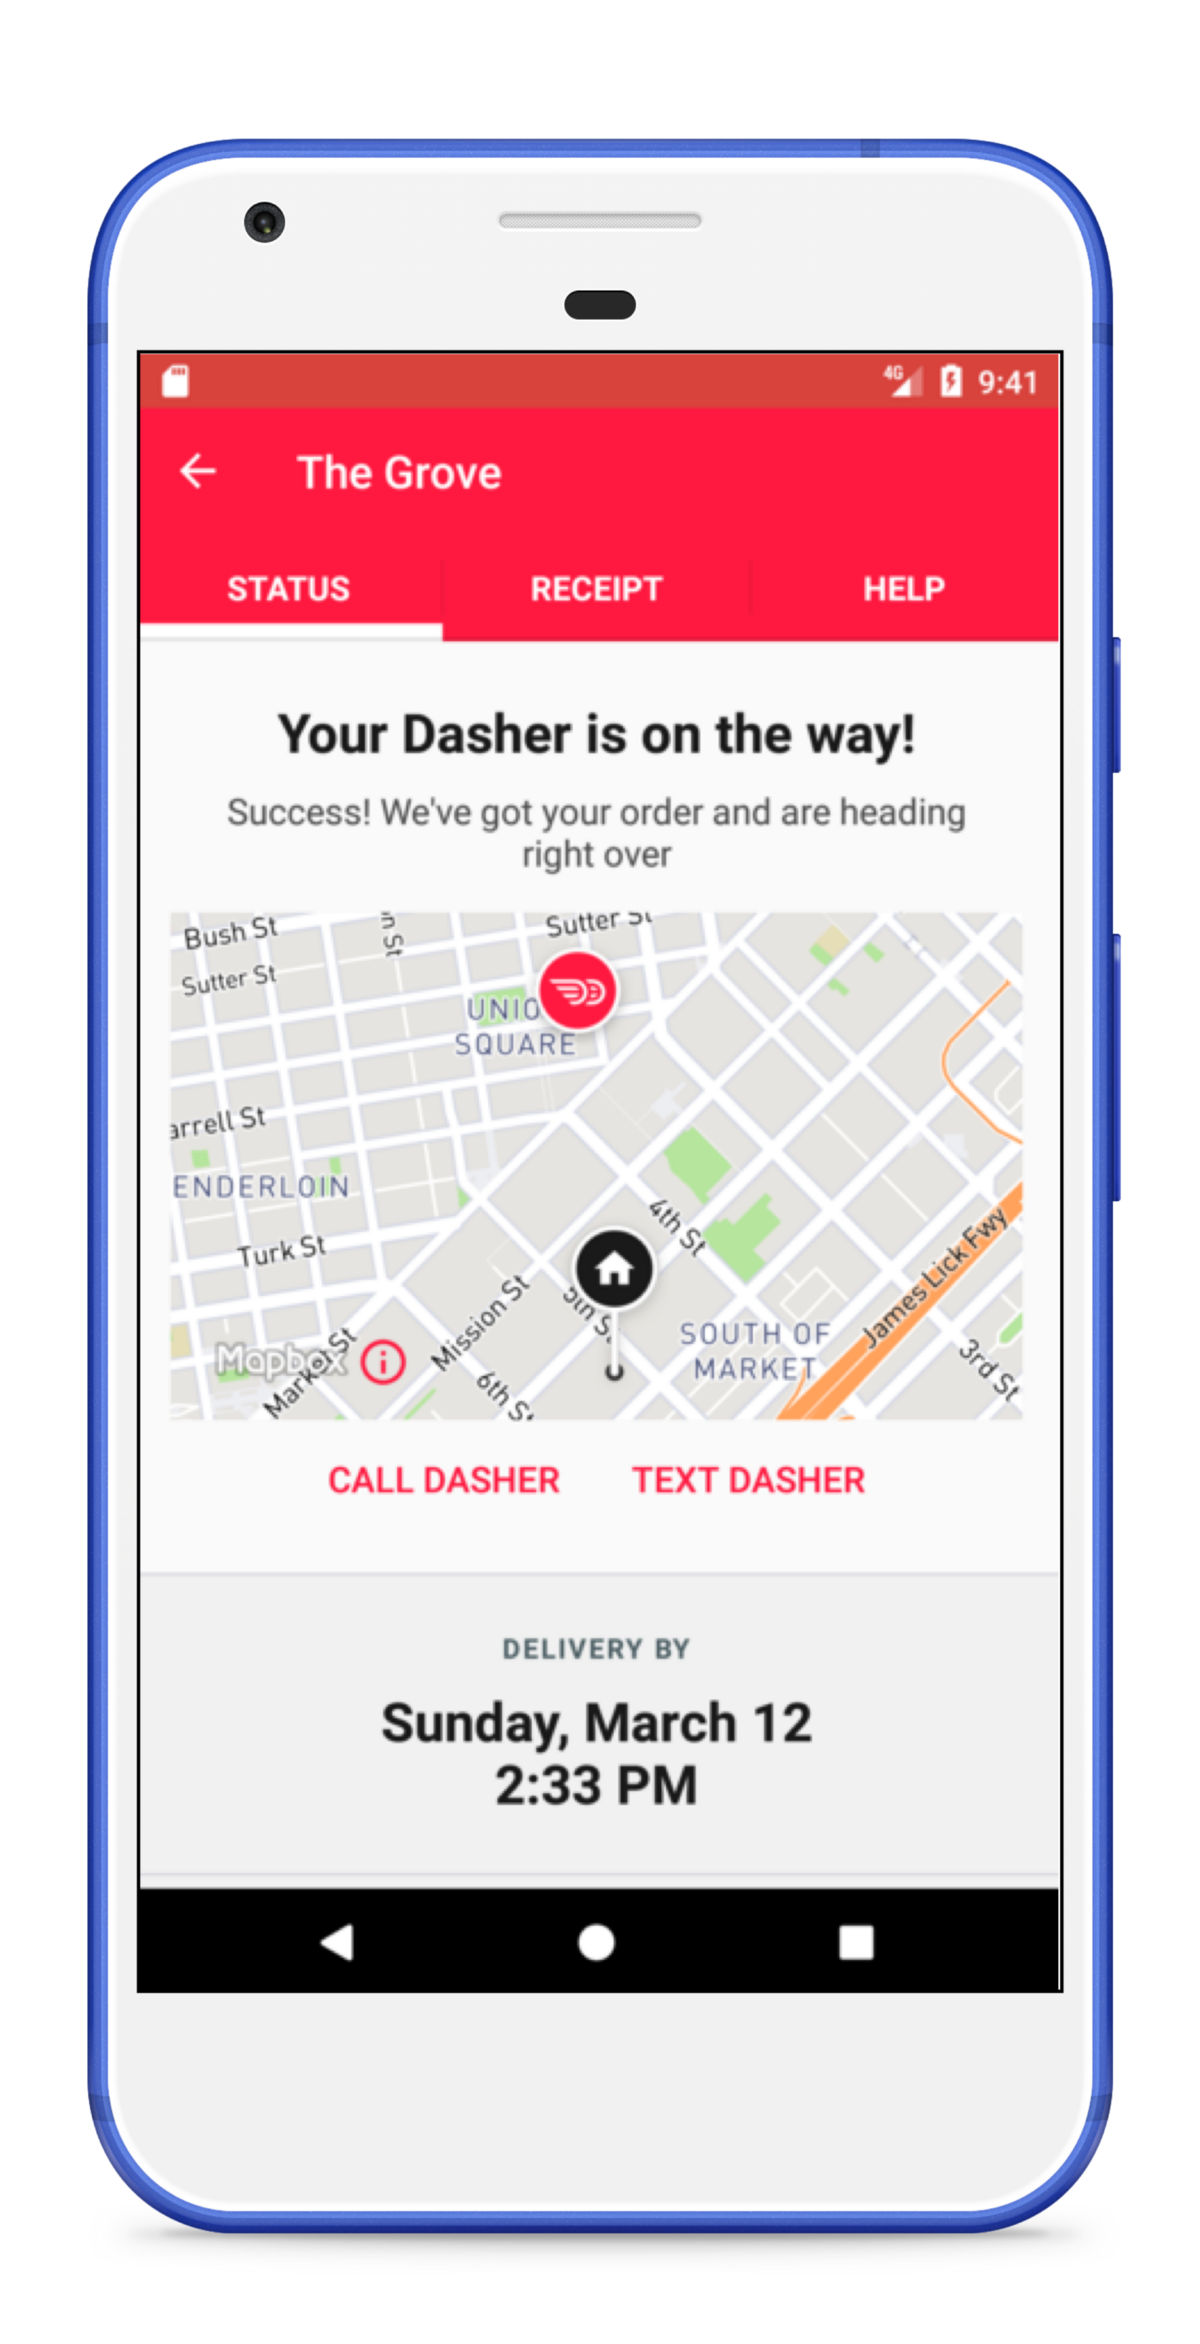 4G 9:41
The Grove
STATUS RECEIPT HELP
Your Dasher is on the way!
Success! We've got your order and are heading
right over
Bush St
n St
Sutter St
Sutter St
UNIO
SQUARE
arrell St
ENDERLOIN
4th St
Turk St
5th S
Mission St
James Lick Fwy
SOUTH OF
MARKET
Mapbox
Market St
6th St
3rd St
CALL DASHER TEXT DASHER
DELIVERY BY
Sunday, March 12
2:33 PM